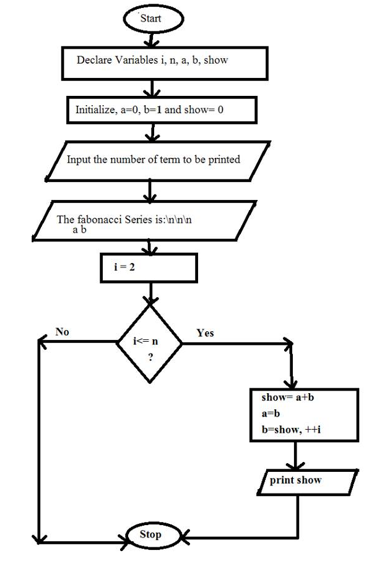 Start
Declare Variables i, n, a, b, show
Initialize, a=0, b=1 and show= 0
Input the number of term to be printed
The fabonacci Series is:\n\n\n
a b
i = 2
No
Yes
i<= n
?
show= a+b
a=b
b=show, ++i
print show
Stop